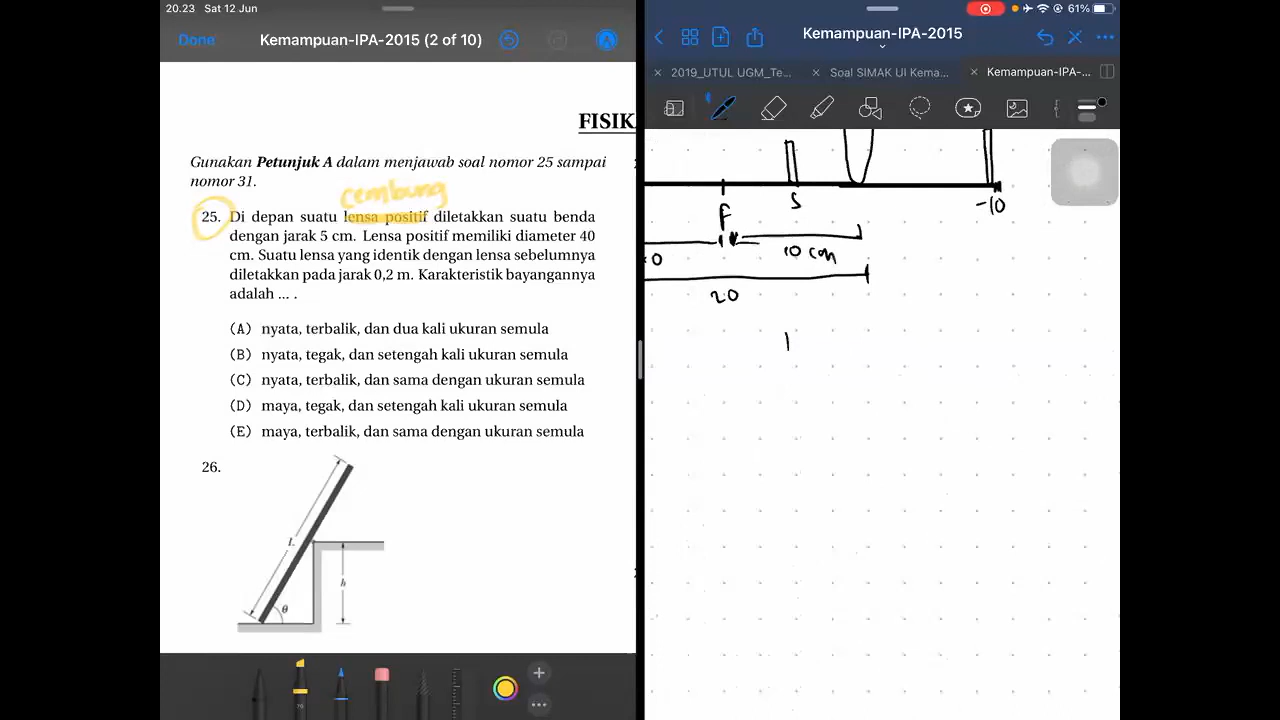 20.23 Sat 12 Jun
Done Kemampuan-IPA-2015 (2 of 10)
FISIK
Gunakan Petunjuk A dalam menjawab soal nomor 25 sampai
nomor 31.
cembung
25. Di depan suatu lensa positif diletakkan suatu benda
dengan jarak 5 cm. Lensa positif memiliki diameter 40
cm. Suatu lensa yang identik dengan lensa sebelumnya
diletakkan pada jarak 0,2 m. Karakteristik bayangannya
adalah ... .
(A) nyata, terbalik, dan dua kali ukuran semula
(B) nyata, tegak, dan setengah kali ukuran semula
(C) nyata, terbalik, dan sama dengan ukuran semula
(D) maya, tegak, dan setengah kali ukuran semula
(E) maya, terbalik, dan sama dengan ukuran semula
26.
L
h
θ
61%
Kemampuan-IPA-2015
2019_UTUL UGM_Te... Soal SIMAK UI Kema... Kemampuan-IPA-...
F S -10
0 10 cm
20